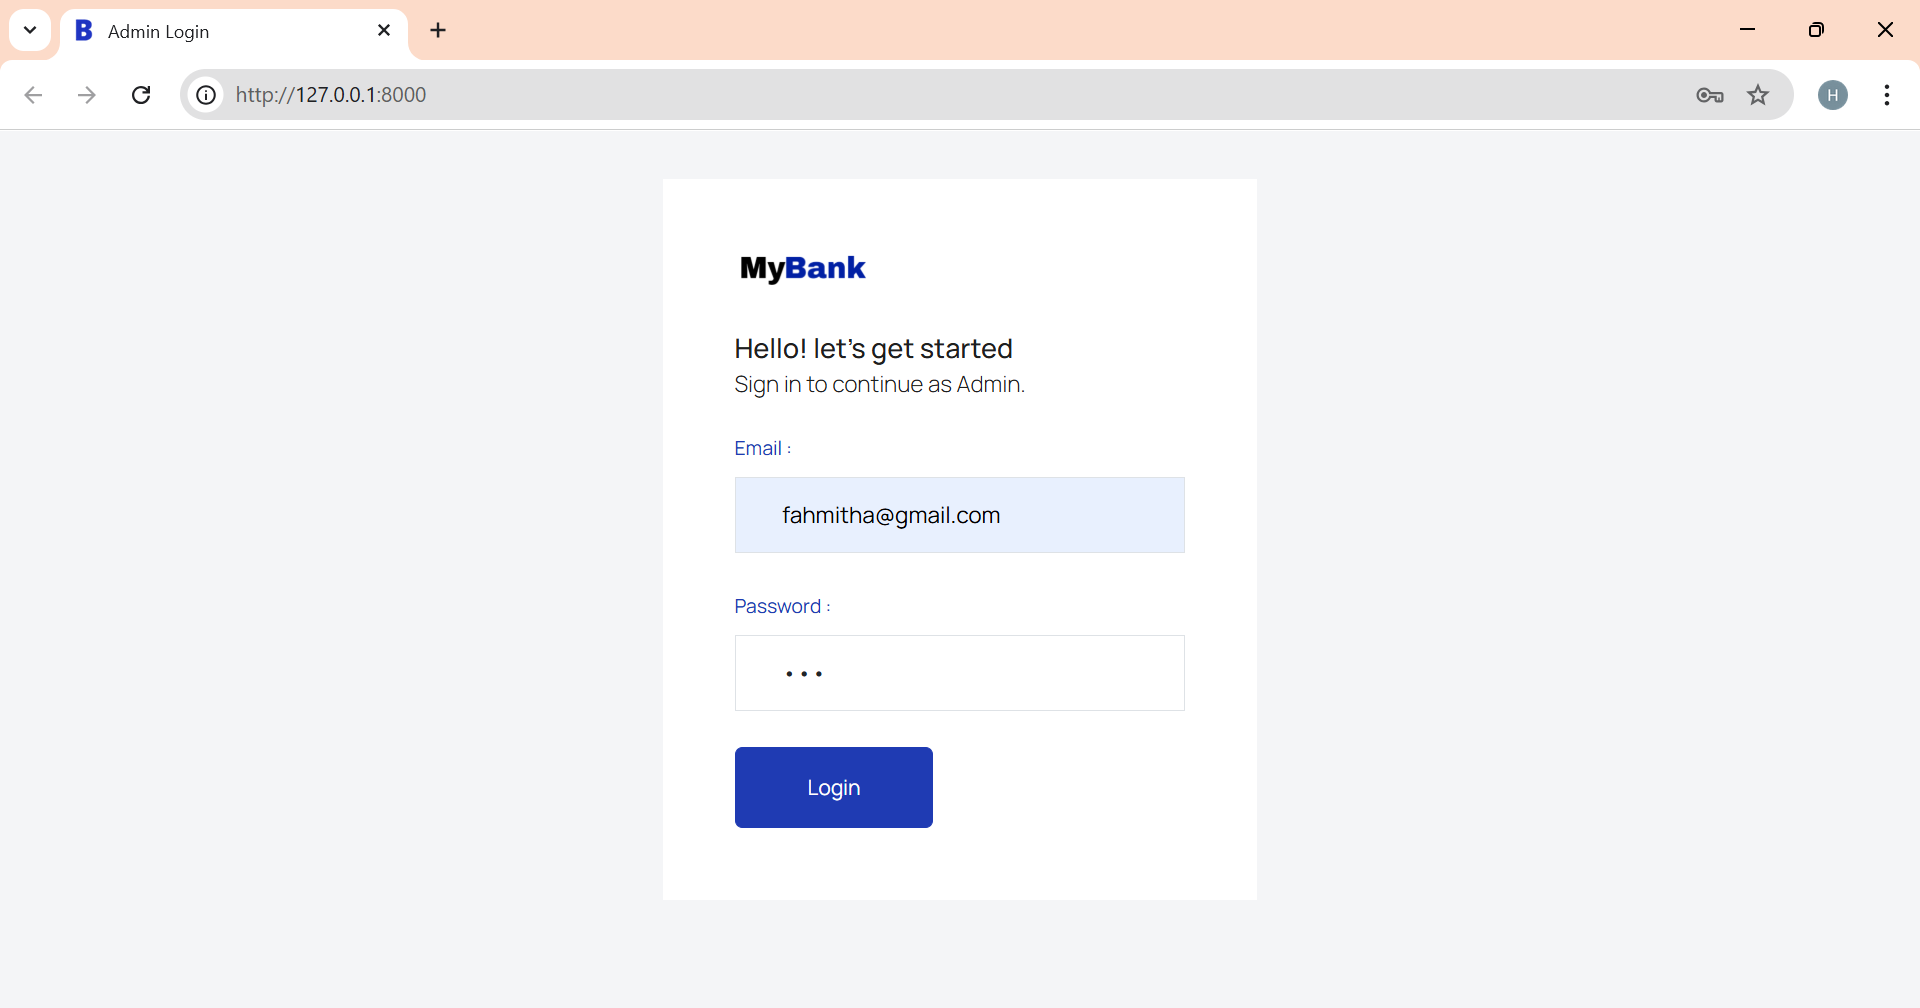 B Admin Login
http://127.0.0.1:8000
H
MyBank
Hello! let's get started
Sign in to continue as Admin.
Email :
fahmitha@gmail.com
Password :
•••
Login